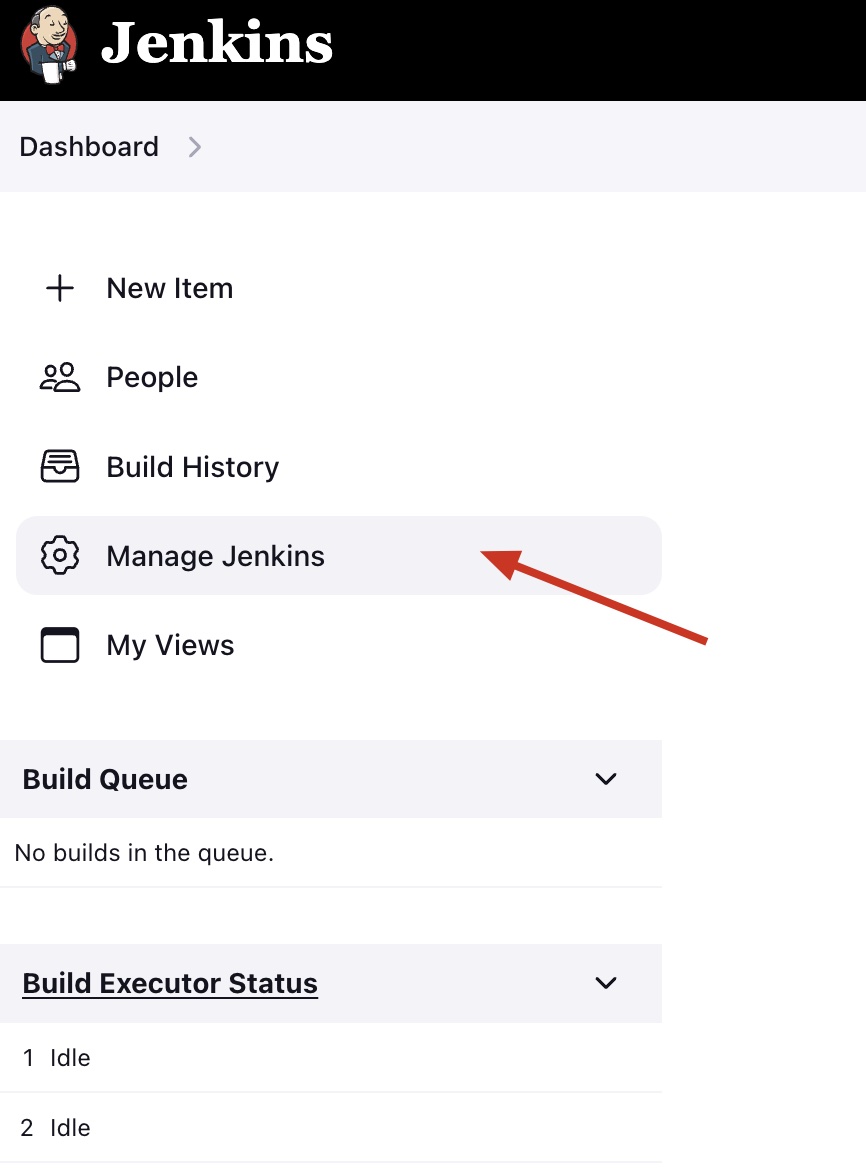 Jenkins
Dashboard
New Item
People
Build History
Manage Jenkins
My Views
Build Queue
No builds in the queue.
Build Executor Status
1 Idle
2 Idle